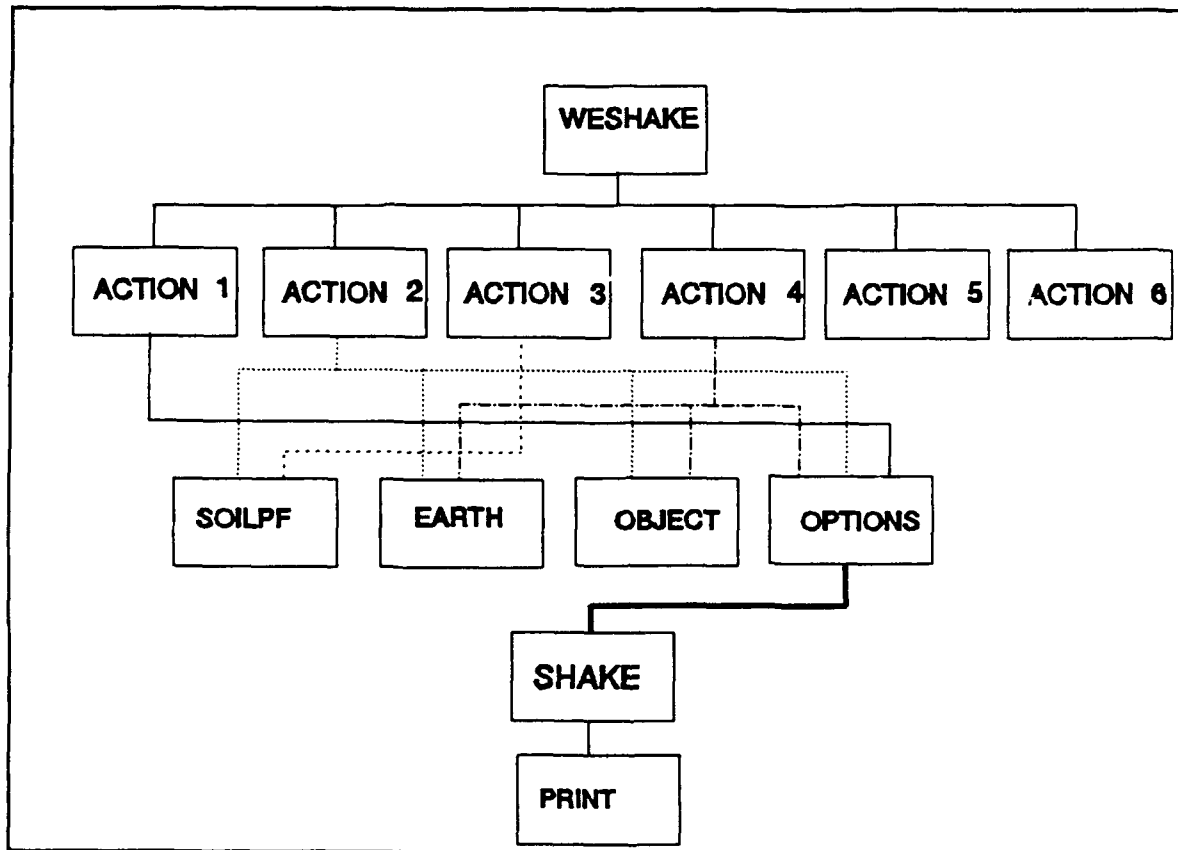 WESHAKE
ACTION 1
ACTION 2
ACTION 3
ACTION 4
ACTION 5
ACTION 6
SOILPF
EARTH
OBJECT
OPTIONS
SHAKE
PRINT